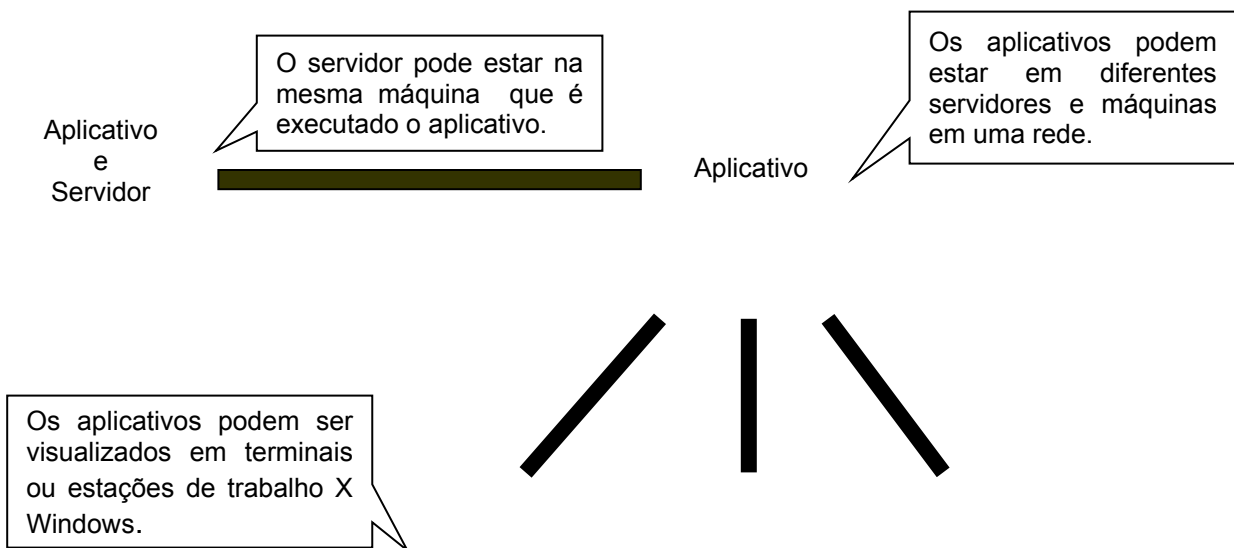 O servidor pode estar na
mesma máquina que é
executado o aplicativo.
Os aplicativos podem
estar em diferentes
servidores e máquinas
em uma rede.
Aplicativo
e
Servidor
Aplicativo
Os aplicativos podem ser
visualizados em terminais
ou estações de trabalho X
Windows.